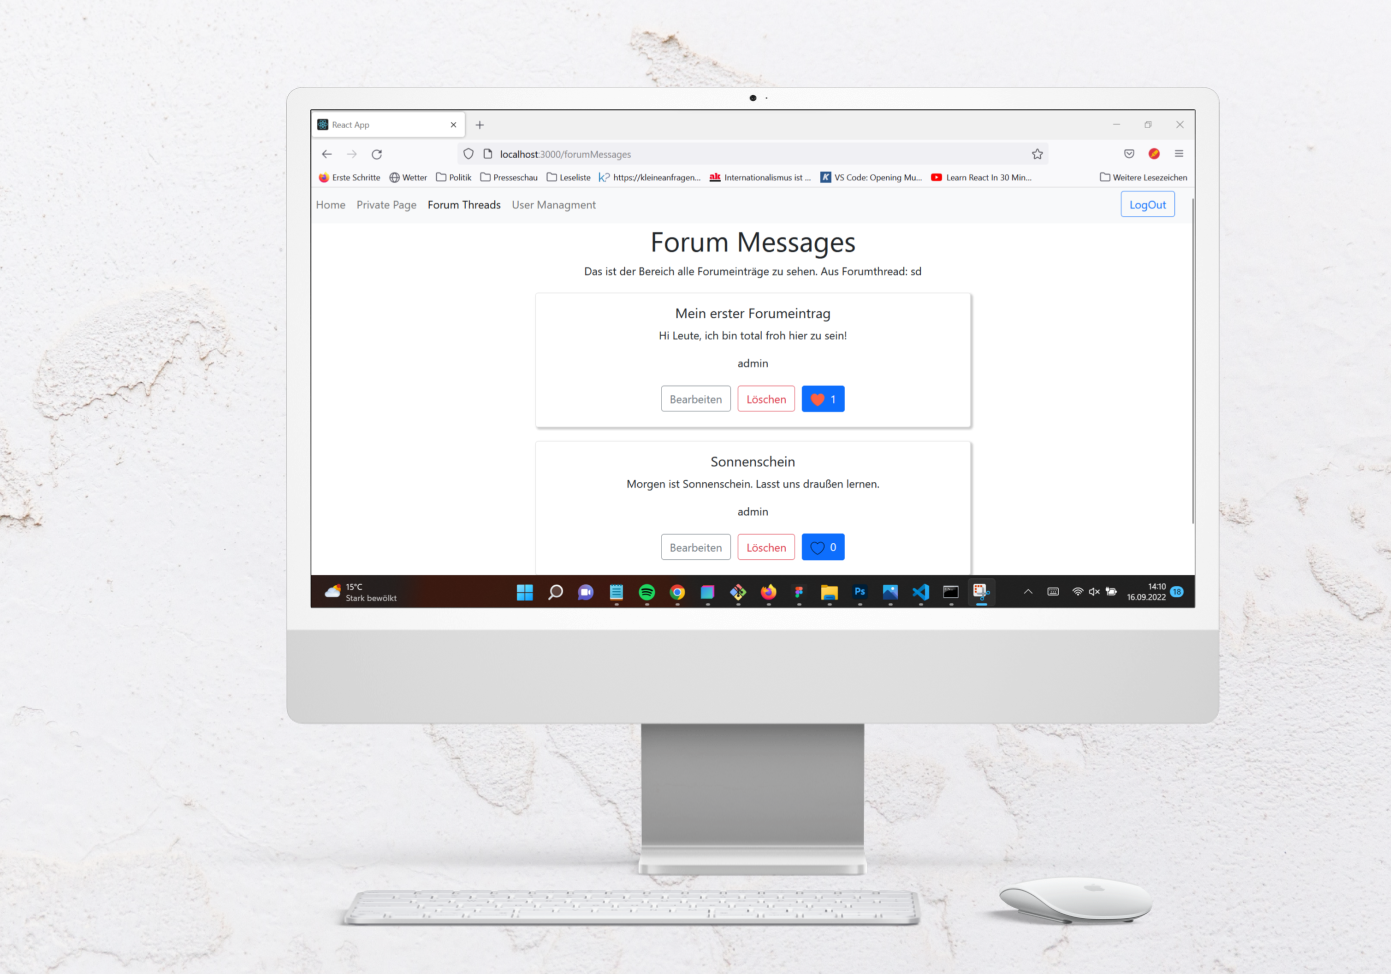 React App
localhost:3000/forumMessages
Erste Schritte Wetter Politik Presseschau Leseliste https://kleineanfragen... Internationalismus ist ... VS Code: Opening Mu... Learn React In 30 Min... Weitere Lesezeichen
Home Private Page Forum Threads User Managment LogOut
Forum Messages
Das ist der Bereich alle Forumeinträge zu sehen. Aus Forumthread: sd
Mein erster Forumeintrag
Hi Leute, ich bin total froh hier zu sein!
admin
Bearbeiten Löschen 1
Sonnenschein
Morgen ist Sonnenschein. Lasst uns draußen lernen.
admin
Bearbeiten Löschen 0
15°C
Stark bewölkt
Ps
14:10
16.09.2022 18